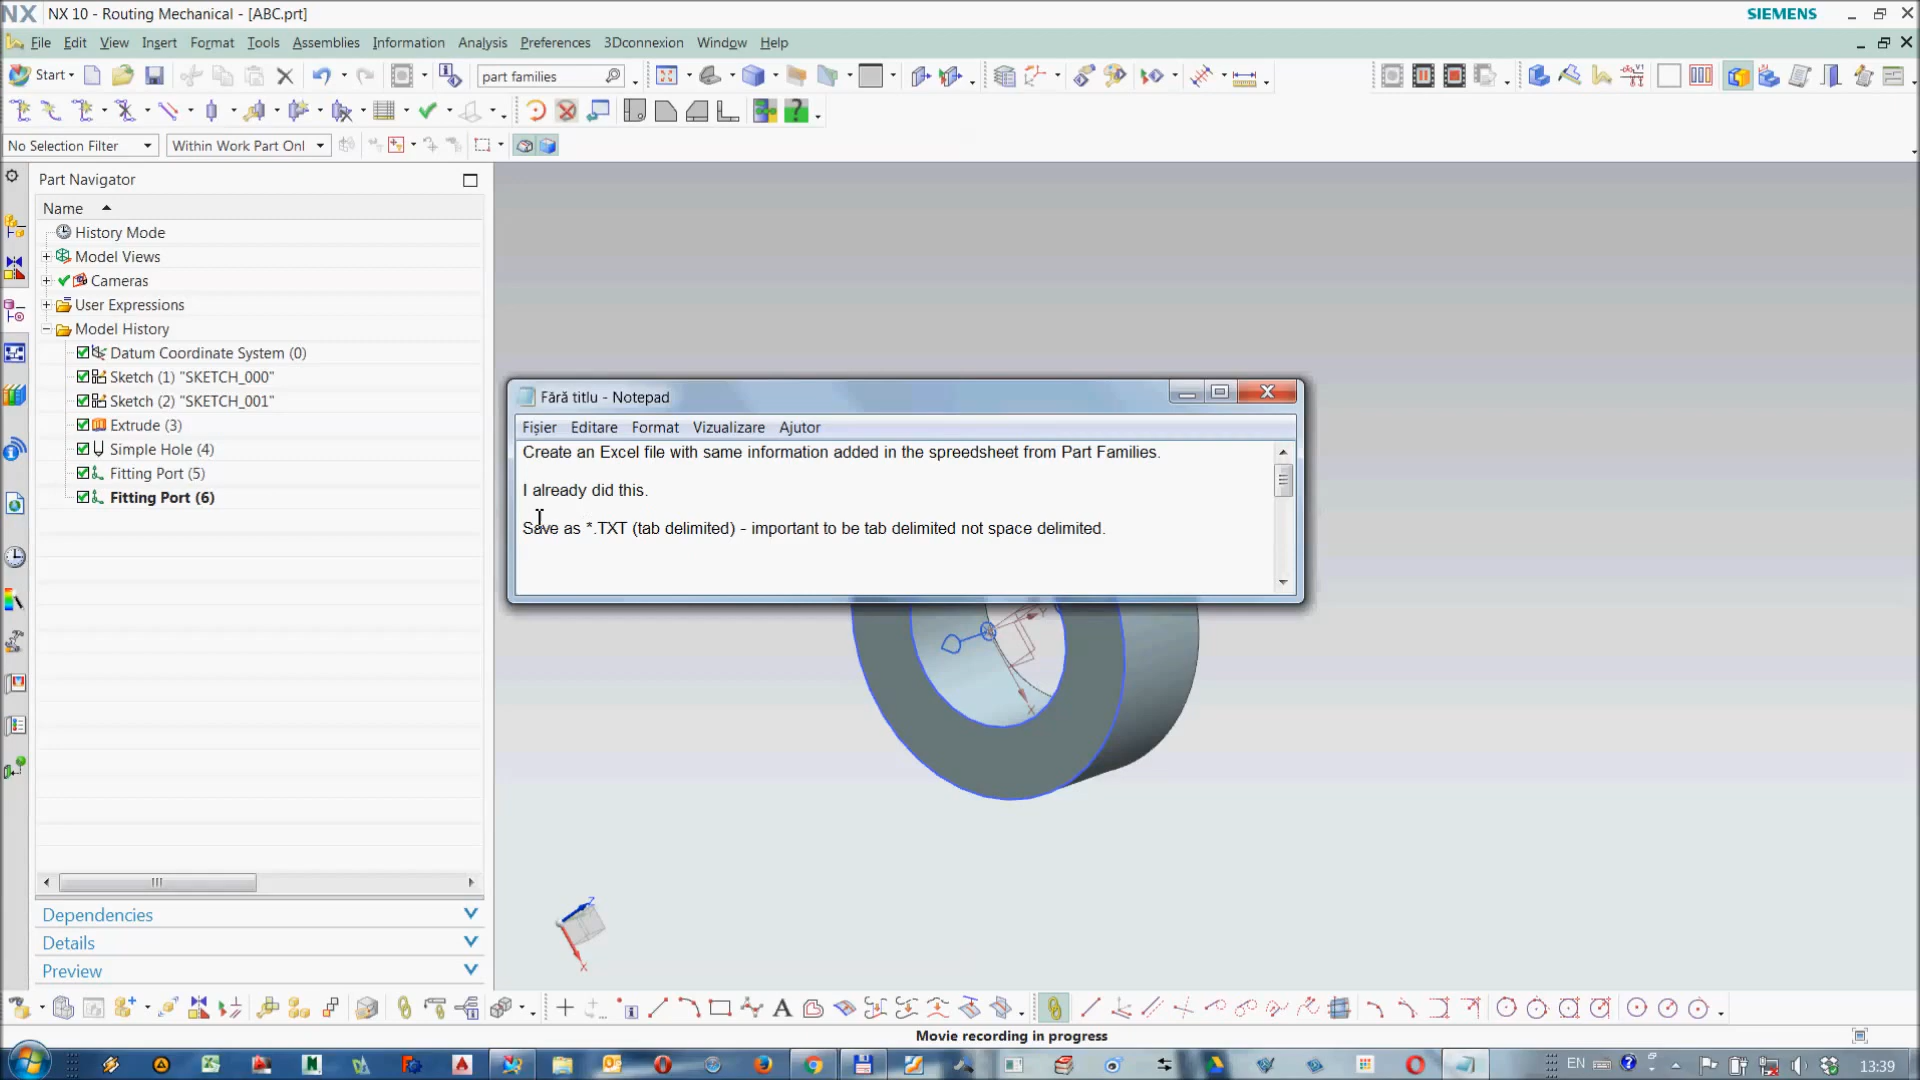 NX NX 10 - Routing Mechanical - [ABC.prt] SIEMENS
File Edit View Insert Format Tools Assemblies Information Analysis Preferences 3Dconnexion Window Help
Start part families
No Selection Filter Within Work Part Onl
Part Navigator
Name
History Mode
Model Views
Cameras
User Expressions
Model History
Datum Coordinate System (0)
Sketch (1) "SKETCH_000"
Sketch (2) "SKETCH_001"
Extrude (3)
Simple Hole (4)
Fitting Port (5)
Fitting Port (6)
Fără titlu - Notepad
Fișier Editare Format Vizualizare Ajutor
Create an Excel file with same information added in the spreedsheet from Part Families.
I already did this.
Save as *.TXT (tab delimited) - important to be tab delimited not space delimited.
Y
X
Z
X
Dependencies
Details
Preview
Movie recording in progress
EN 13:39